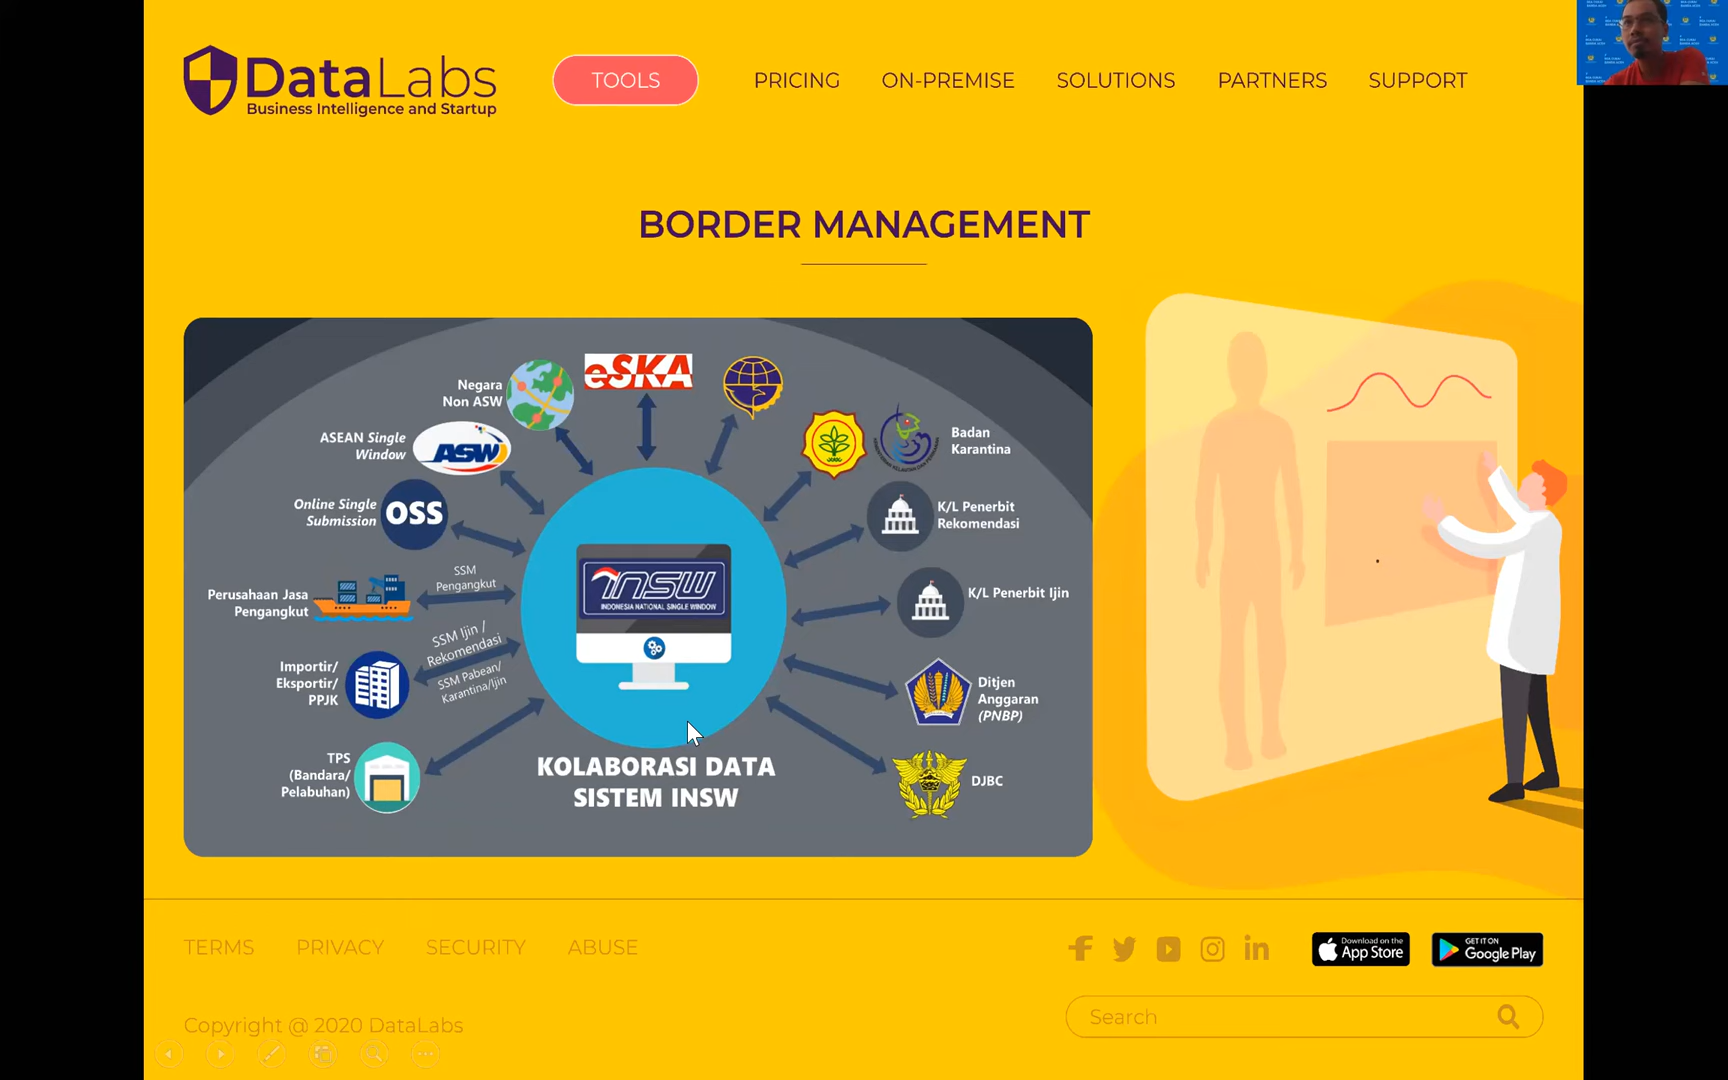 DataLabs
Business Intelligence and Startup
TOOLS
PRICING
ON-PREMISE
SOLUTIONS
PARTNERS
SUPPORT
BORDER MANAGEMENT
Negara
Non ASW
eSKA
ASEAN Single
Window
ASW
Badan
Karantina
Online Single
Submission
OSS
K/L Penerbit
Rekomendasi
Perusahaan Jasa
Pengangkut
SSM
Pengangkut
INSW
INDONESIA NATIONAL SINGLE WINDOW
K/L Penerbit Ijin
Importir/
Eksportir/
PPJK
SSM Ijin /
Rekomendasi
SSM Pabean/
Karantina/Ijin
Ditjen
Anggaran
(PNBP)
TPS
(Bandara/
Pelabuhan)
KOLABORASI DATA
SISTEM INSW
DJBC
TERMS
PRIVACY
SECURITY
ABUSE
Download on the
App Store
GET IT ON
Google Play
Search
Copyright @ 2020 DataLabs